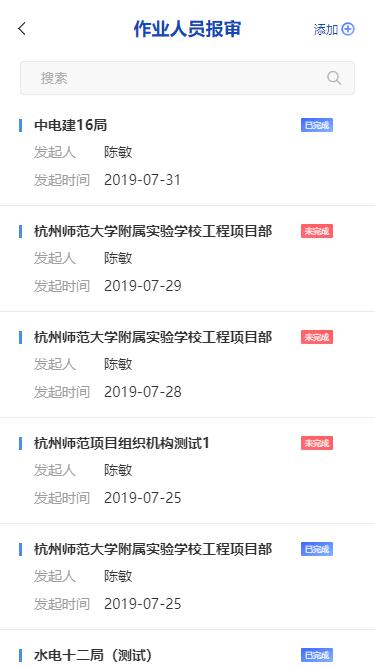 作业人员报审
添加
搜索
中电建16局 已完成
发起人 陈敏
发起时间 2019-07-31
杭州师范大学附属实验学校工程项目部 未完成
发起人 陈敏
发起时间 2019-07-29
杭州师范大学附属实验学校工程项目部 未完成
发起人 陈敏
发起时间 2019-07-28
杭州师范项目组织机构测试1 未完成
发起人 陈敏
发起时间 2019-07-25
杭州师范大学附属实验学校工程项目部 已完成
发起人 陈敏
发起时间 2019-07-25
水电十二局（测试） 已完成